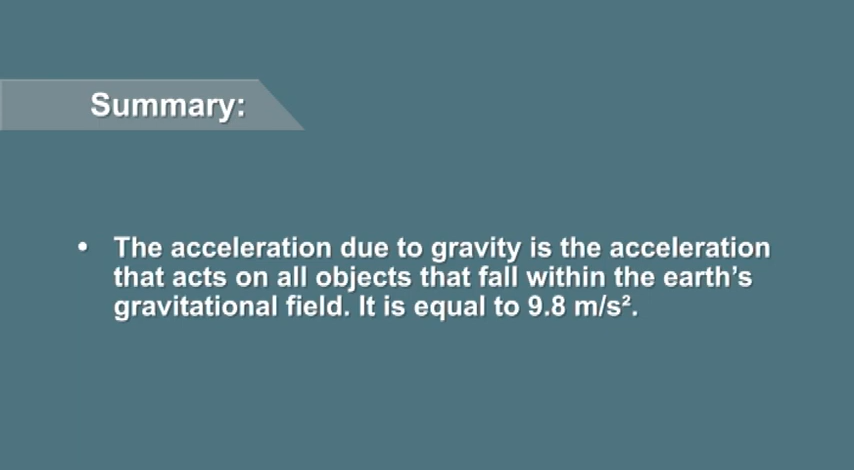 Summary:
• The acceleration due to gravity is the acceleration
that acts on all objects that fall within the earth’s
gravitational field. It is equal to 9.8 m/s².